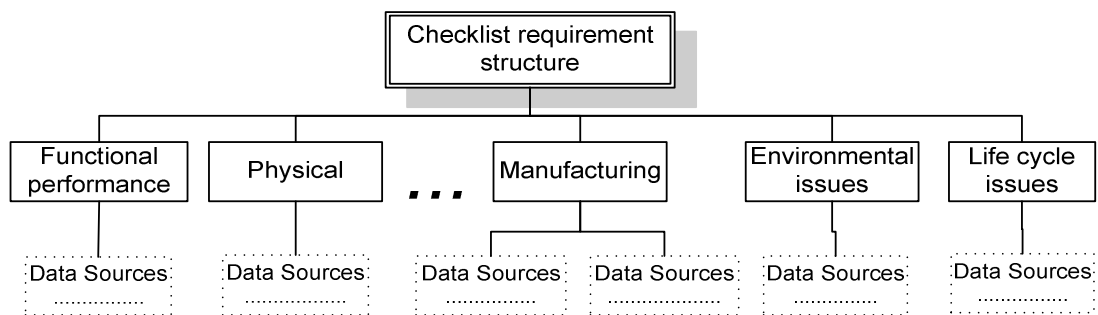 Checklist requirement
structure
Functional
performance
Physical
...
Manufacturing
Environmental
issues
Life cycle
issues
Data Sources
...............
Data Sources
.................
Data Sources
...............
Data Sources
...................
Data Sources
..............
Data Sources
...............